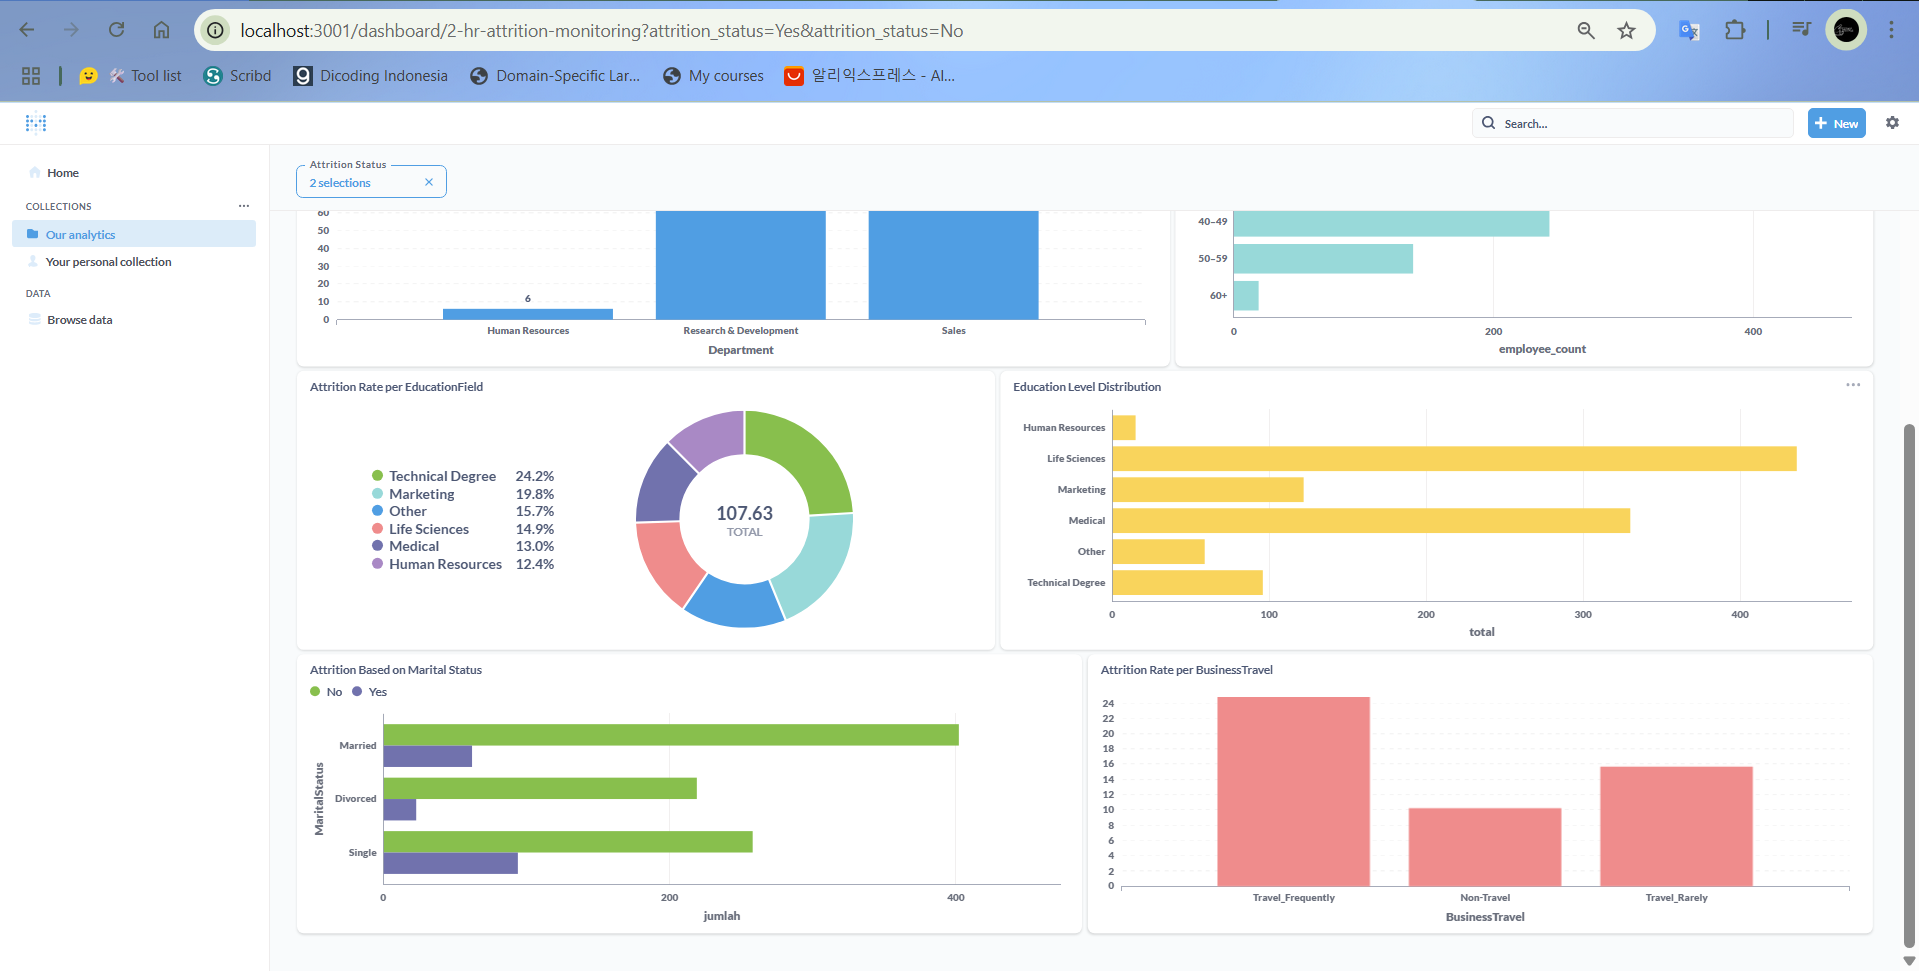 localhost:3001/dashboard/2-hr-attrition-monitoring?attrition_status=Yes&attrition_status=No
Tool list
Scribd
Dicoding Indonesia
Domain-Specific Lar...
My courses
알리익스프레스 - AI...
Search...
+ New
Home
COLLECTIONS
Our analytics
Your personal collection
DATA
Browse data
Attrition Status
2 selections
60
50
40
30
20
10
0
6
Human Resources
Research & Development
Sales
Department
40–49
50–59
60+
0
200
400
employee_count
Attrition Rate per EducationField
Technical Degree 24.2%
Marketing 19.8%
Other 15.7%
Life Sciences 14.9%
Medical 13.0%
Human Resources 12.4%
107.63
TOTAL
Education Level Distribution
Human Resources
Life Sciences
Marketing
Medical
Other
Technical Degree
0
100
200
300
400
total
Attrition Based on Marital Status
No Yes
Married
Divorced
Single
MaritalStatus
0
200
400
jumlah
Attrition Rate per BusinessTravel
24
22
20
18
16
14
12
10
8
6
4
2
0
Travel_Frequently
Non-Travel
Travel_Rarely
BusinessTravel